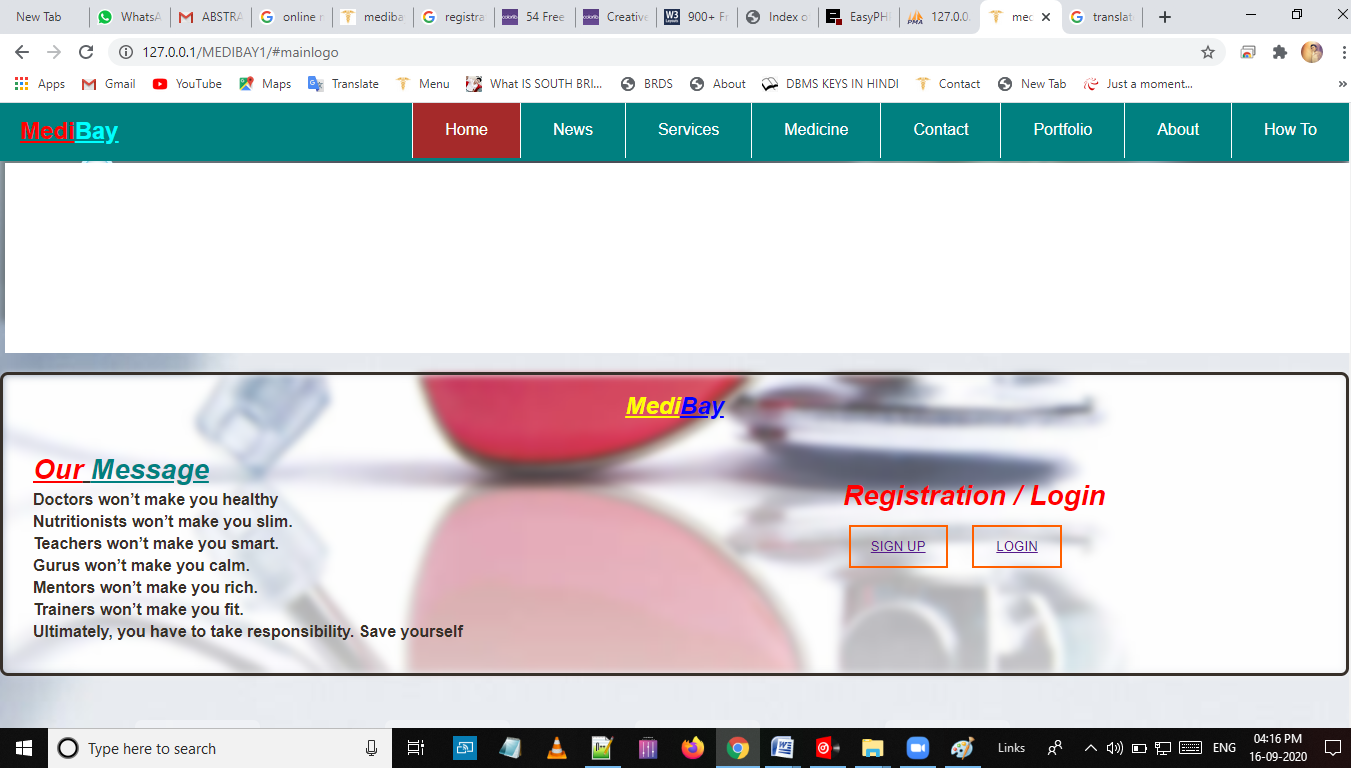 New Tab WhatsA ABSTRA online r mediba registra 54 Free Creative 900+ Fr Index o EasyPHI 127.0.0. mec translat
127.0.0.1/MEDIBAY1/#mainlogo
Apps Gmail YouTube Maps Translate Menu What IS SOUTH BRI... BRDS About DBMS KEYS IN HINDI Contact New Tab Just a moment... »
MediBay Home News Services Medicine Contact Portfolio About How To
MediBay
Our Message
Doctors won’t make you healthy
Nutritionists won’t make you slim.
Teachers won’t make you smart.
Gurus won’t make you calm.
Mentors won’t make you rich.
Trainers won’t make you fit.
Ultimately, you have to take responsibility. Save yourself
Registration / Login
SIGN UP LOGIN
Type here to search Links ENG 04:16 PM
16-09-2020